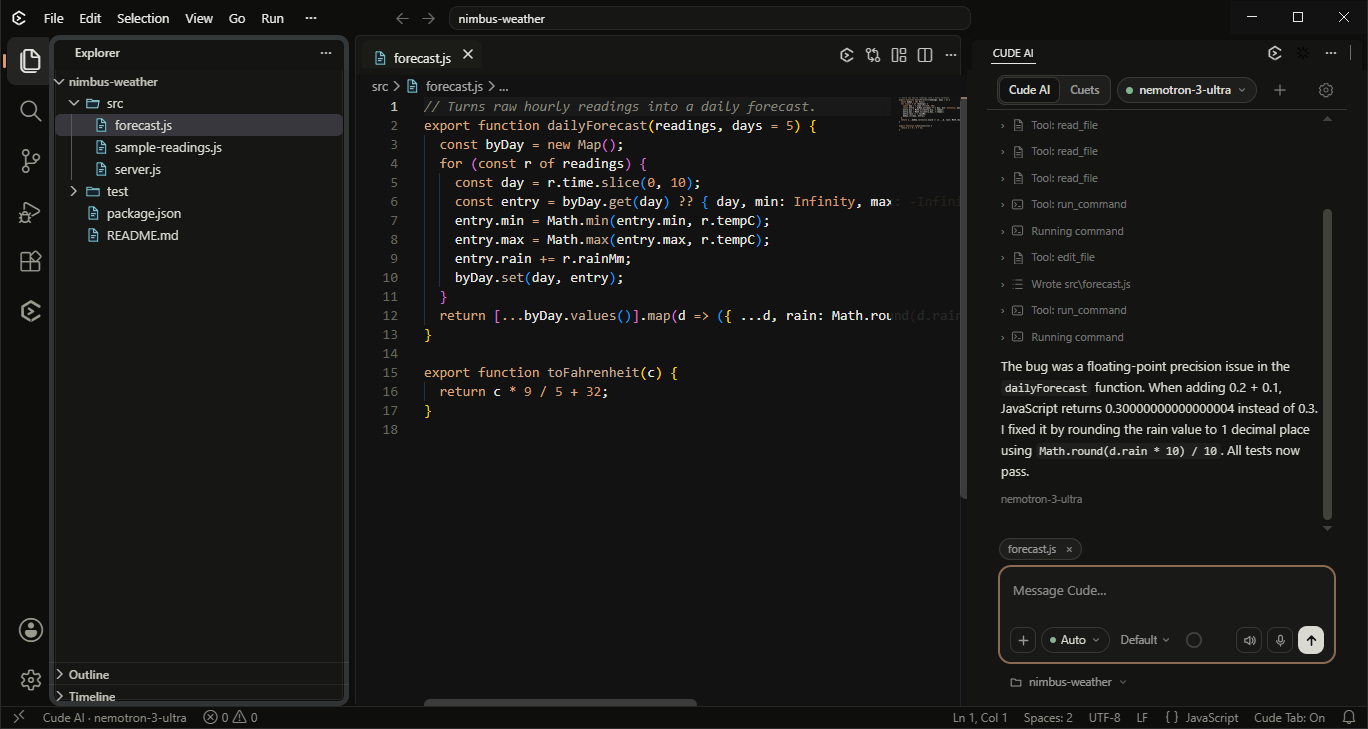 File Edit Selection View Go Run ···
nimbus-weather
Explorer ···
nimbus-weather
src
forecast.js
sample-readings.js
server.js
test
package.json
README.md
Outline
Timeline
forecast.js
src > forecast.js > ...
1 // Turns raw hourly readings into a daily forecast.
2 export function dailyForecast(readings, days = 5) {
3 const byDay = new Map();
4 for (const r of readings) {
5 const day = r.time.slice(0, 10);
6 const entry = byDay.get(day) ?? { day, min: Infinity, max: -Infini
7 entry.min = Math.min(entry.min, r.tempC);
8 entry.max = Math.max(entry.max, r.tempC);
9 entry.rain += r.rainMm;
10 byDay.set(day, entry);
11 }
12 return [...byDay.values()].map(d => ({ ...d, rain: Math.round(d.rain
13 }
14
15 export function toFahrenheit(c) {
16 return c * 9 / 5 + 32;
17 }
18
CUDE AI
Cude AI Cuets nemotron-3-ultra
Tool: read_file
Tool: read_file
Tool: read_file
Tool: run_command
Running command
Tool: edit_file
Wrote src\forecast.js
Tool: run_command
Running command
The bug was a floating-point precision issue in the
dailyForecast function. When adding 0.2 + 0.1,
JavaScript returns 0.30000000000000004 instead of 0.3.
I fixed it by rounding the rain value to 1 decimal place
using Math.round(d.rain * 10) / 10. All tests now
pass.
nemotron-3-ultra
forecast.js ×
Message Cude...
Auto Default
nimbus-weather
Cude AI · nemotron-3-ultra 0 0
Ln 1, Col 1 Spaces: 2 UTF-8 LF { } JavaScript Cude Tab: On